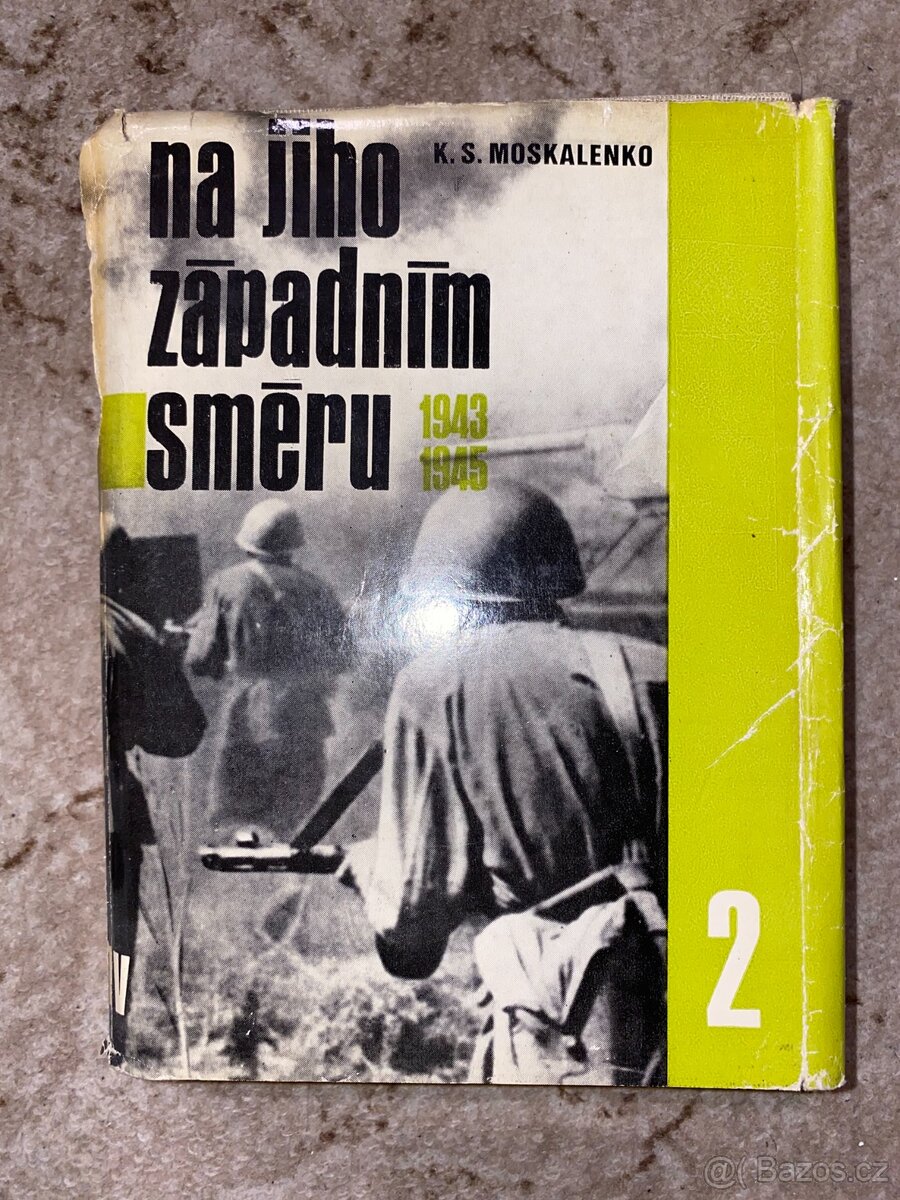 na jiho
K. S. MOSKALENKO
západním
směru
1943
1945
2
@( Bazos.cz